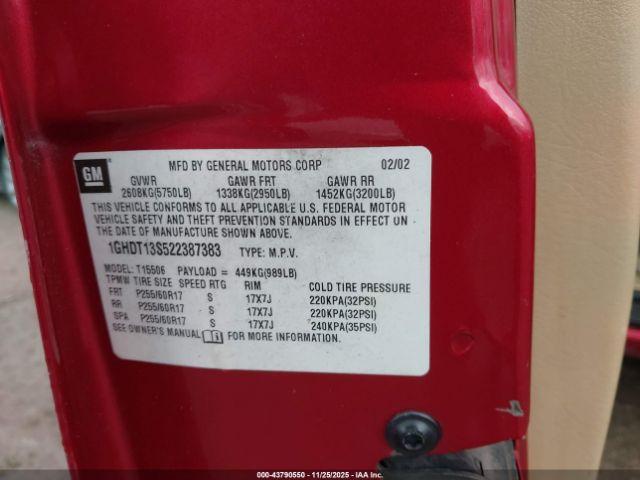 GM
MFD BY GENERAL MOTORS CORP 02/02
GVWR GAWR FRT GAWR RR
2608KG(5750LB) 1338KG(2950LB) 1452KG(3200LB)
THIS VEHICLE CONFORMS TO ALL APPLICABLE U.S. FEDERAL MOTOR
VEHICLE SAFETY AND THEFT PREVENTION STANDARDS IN EFFECT ON
THE DATE OF MANUFACTURE SHOWN ABOVE.
1GHDT13S522387383 TYPE: M.P.V.
MODEL: T15506 PAYLOAD = 449KG(989LB)
TPMW TIRE SIZE SPEED RTG RIM COLD TIRE PRESSURE
FRT P255/60R17 S 17X7J 220KPA(32PSI)
RR P255/60R17 S 17X7J 220KPA(32PSI)
SPA P255/60R17 S 17X7J 240KPA(35PSI)
SEE OWNER'S MANUAL FOR MORE INFORMATION.
000-43790550 - 11/25/2025 - IAAI.COM